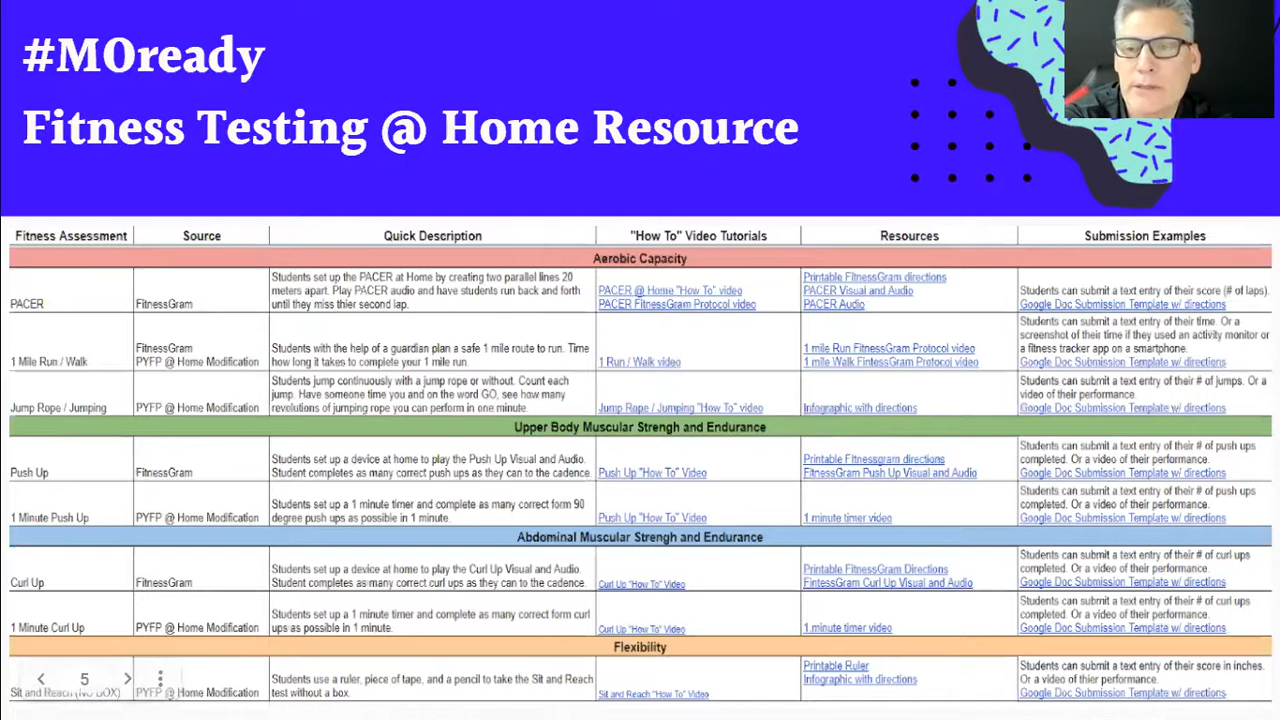 #MOready
Fitness Testing @ Home Resource
Fitness Assessment Source Quick Description "How To" Video Tutorials Resources Submission Examples
Aerobic Capacity
PACER
FitnessGram
Students set up the PACER at Home by creating two parallel lines 20
meters apart. Play PACER audio and have students run back and forth
until they miss thier second lap.
PACER @ Home "How To" video
PACER FitnessGram Protocol video
Printable FItnessGram directions
PACER Visual and Audio
PACER Audio
Students can submit a text entry of their score (# of laps).
Google Doc Submission Template w/ directions
1 Mile Run / Walk
FitnessGram
PYFP @ Home Modification
Students with the help of a guardian plan a safe 1 mile route to run. Time
how long it takes to complete your 1 mile run.
1 Run / Walk video
1 mile Run FitnessGram Protocol video
1 mile Walk FintessGram Protocol video
Students can submit a text entry of their time. Or a
screenshot of their time if they used an activity monitor or
a fitness tracker app on a smartphone.
Google Doc Submission Template w/ directions
Jump Rope / Jumping
PYFP @ Home Modification
Students jump continuously with a jump rope or without. Count each
jump. Have someone time you and on the word GO, see how many
revolutions of jumping rope you can perform in one minute.
Jump Rope / Jumping "How To" video
Infographic with directions
Students can submit a text entry of their # of jumps. Or a
video of their performance.
Google Doc Submission Template w/ directions
Upper Body Muscular Strengh and Endurance
Push Up
FitnessGram
Students set up a device at home to play the Push Up Visual and Audio.
Student completes as many correct push ups as they can to the cadence.
Push Up "How To" Video
Printable FItnessgram directions
FItnessGram Push Up Visual and Audio
Students can submit a text entry of their # of push ups
completed. Or a video of their performance.
Google Doc Submission Template w/ directions
1 Minute Push Up
PYFP @ Home Modification
Students set up a 1 minute timer and complete as many correct form 90
degree push ups as possible in 1 minute.
Push Up "How To" Video
1 minute timer video
Students can submit a text entry of their # of push ups
completed. Or a video of their performance.
Google Doc Submission Template w/ directions
Abdominal Muscular Strengh and Endurance
Curl Up
FitnessGram
Students set up a device at home to play the Curl Up Visual and Audio.
Student completes as many correct curl ups as they can to the cadence.
Curl Up "How To" Video
Printable FitnessGram Directions
FintessGram Curl Up Visual and Audio
Students can submit a text entry of their # of curl ups
completed. Or a video of their performance.
Google Doc Submission Template w/ directions
1 Minute Curl Up
PYFP @ Home Modification
Students set up a 1 minute timer and complete as many correct form curl
ups as possible in 1 minute.
Curl Up "How To" Video
1 minute timer video
Students can submit a text entry of their # of curl ups
completed. Or a video of their performance.
Google Doc Submission Template w/ directions
Flexibility
5
Sit and Reach (NO BOX)
PYFP @ Home Modification
Students use a ruler, piece of tape, and a pencil to take the Sit and Reach
test without a box.
Sit and Reach "How To" Video
Printable Ruler
Infographic with directions
Students can submit a text entry of their score in inches.
Or a video of thier performance.
Google Doc Submission Template w/ directions